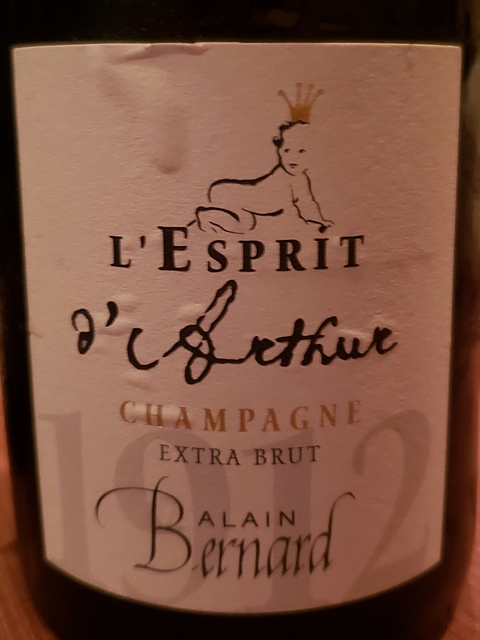 L'ESPRIT
d'Arthur
CHAMPAGNE
EXTRA BRUT
1912
ALAIN
Bernard